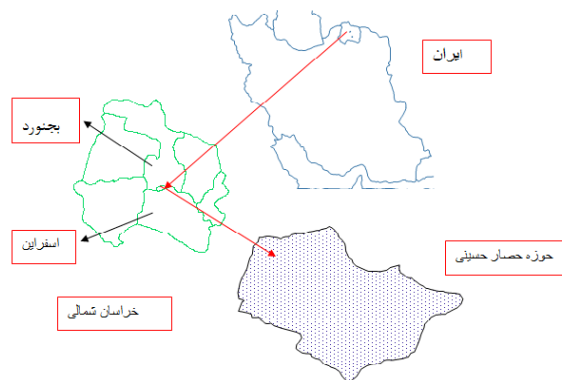 ایران
بجنورد
اسفراین
حوزه حصار حسینی
خراسان شمالی